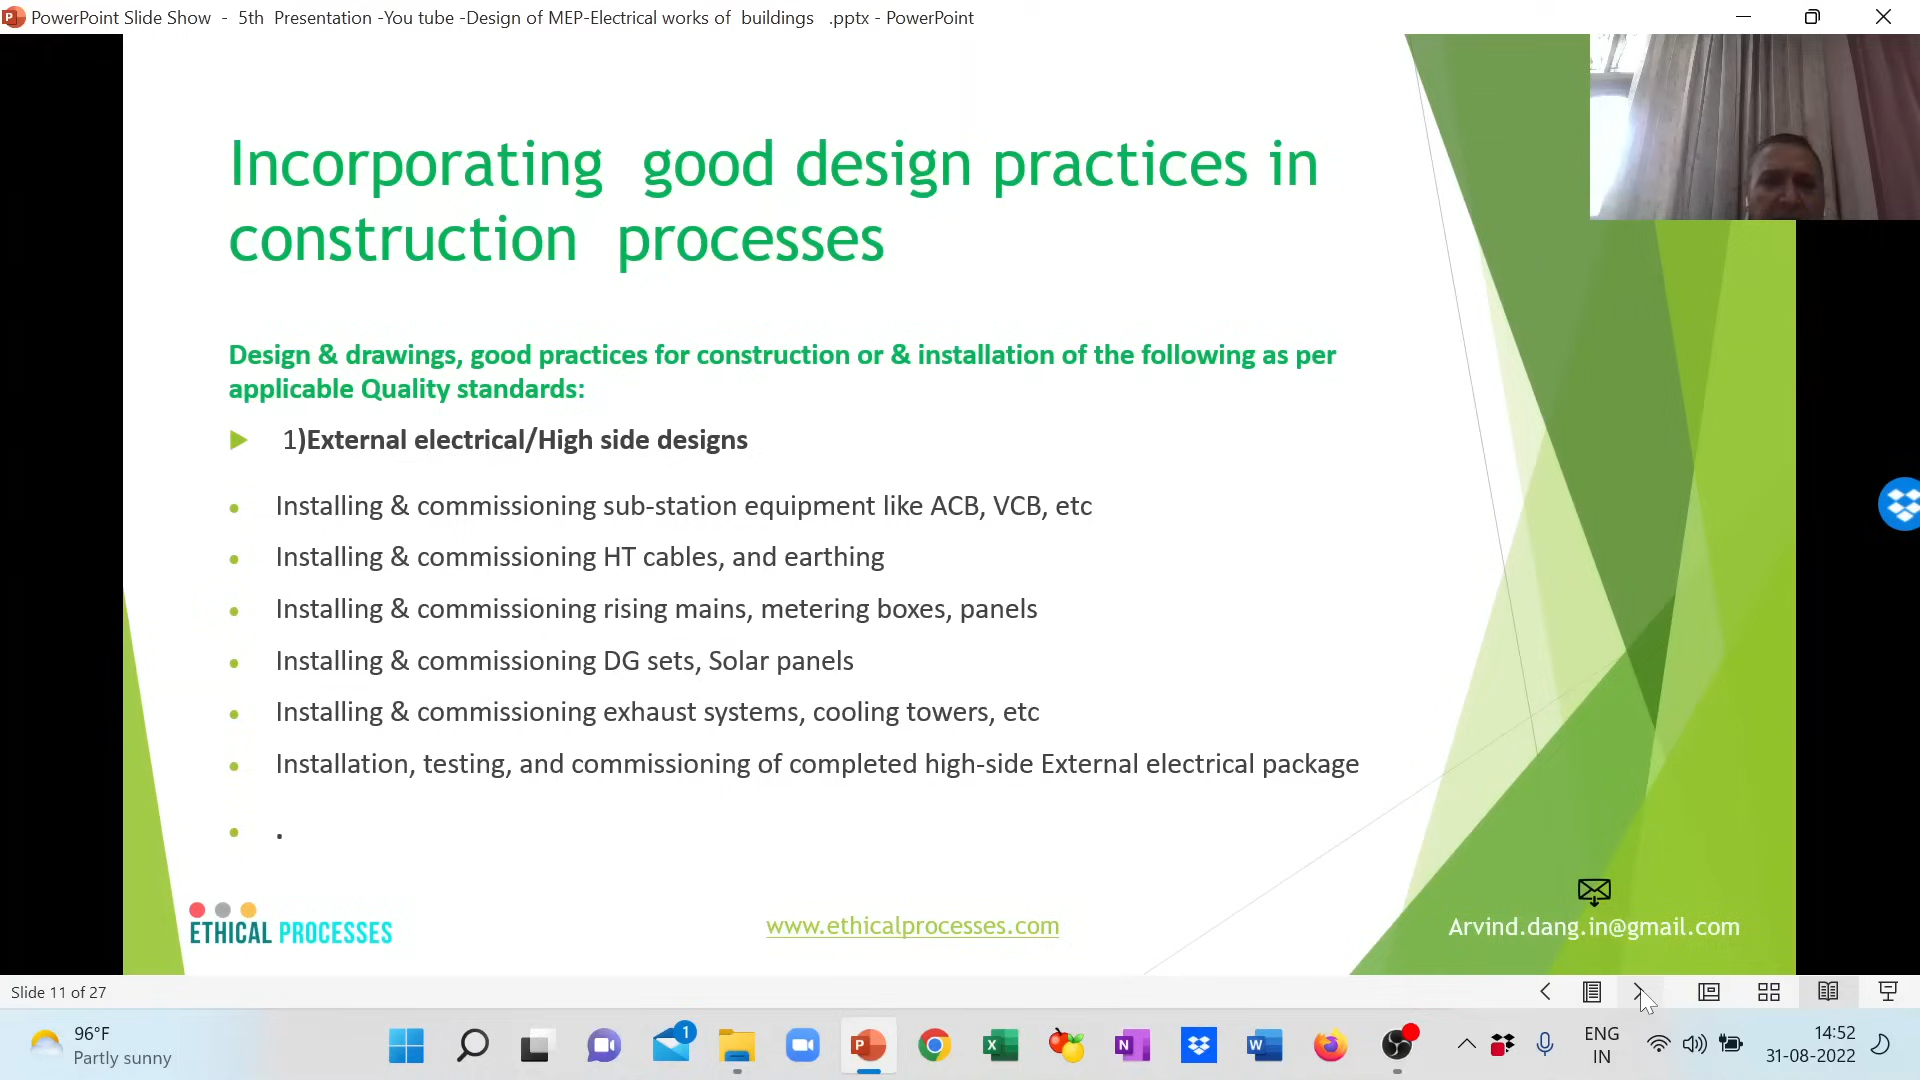 PowerPoint Slide Show - 5th Presentation -You tube -Design of MEP-Electrical works of buildings .pptx - PowerPoint
Incorporating good design practices in
construction processes
Design & drawings, good practices for construction or & installation of the following as per
applicable Quality standards:
1)External electrical/High side designs
Installing & commissioning sub-station equipment like ACB, VCB, etc
Installing & commissioning HT cables, and earthing
Installing & commissioning rising mains, metering boxes, panels
Installing & commissioning DG sets, Solar panels
Installing & commissioning exhaust systems, cooling towers, etc
Installation, testing, and commissioning of completed high-side External electrical package
.
ETHICAL PROCESSES
www.ethicalprocesses.com
Arvind.dang.in@gmail.com
Slide 11 of 27
96°F
Partly sunny
1
ENG
IN
14:52
31-08-2022